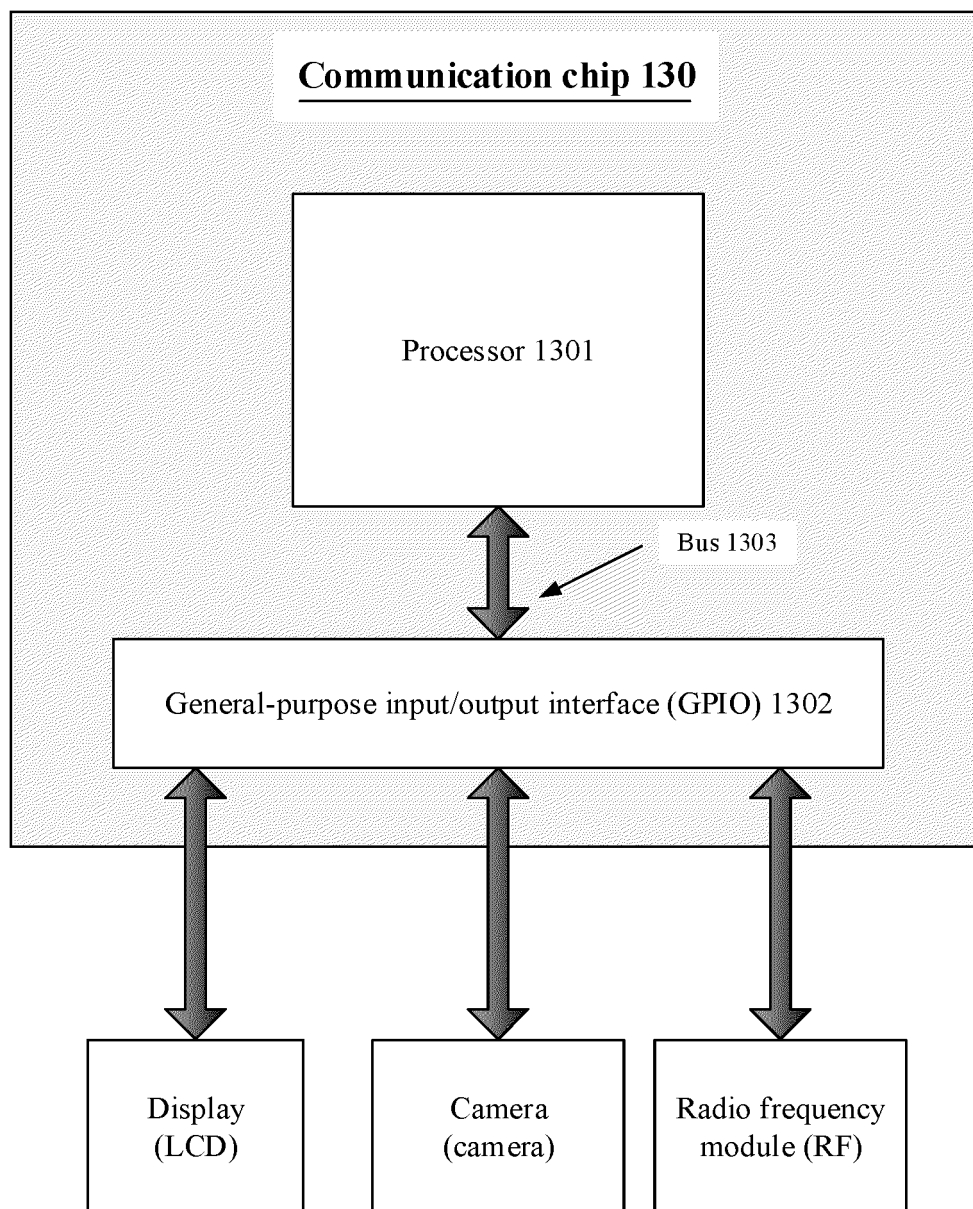 Communication chip 130
Processor 1301
Bus 1303
General-purpose input/output interface (GPIO) 1302
Display
(LCD)
Camera
(camera)
Radio frequency
module (RF)